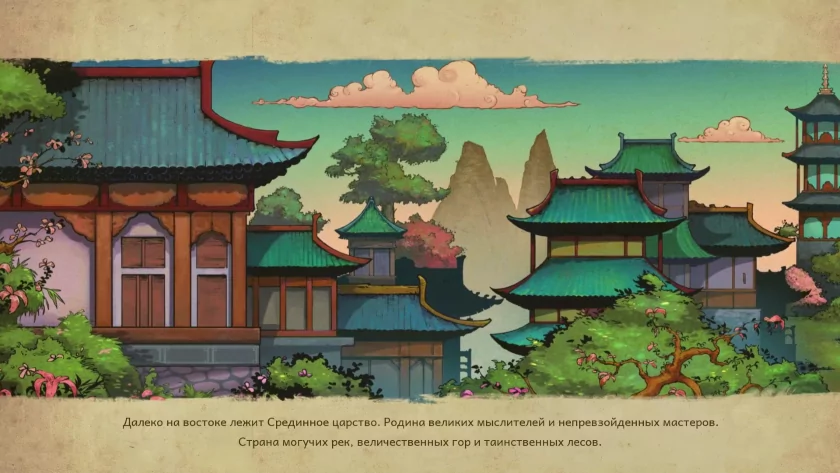 Далеко на востоке лежит Срединное царство. Родина великих мыслителей и непревзойденных мастеров.
Страна могучих рек, величественных гор и таинственных лесов.